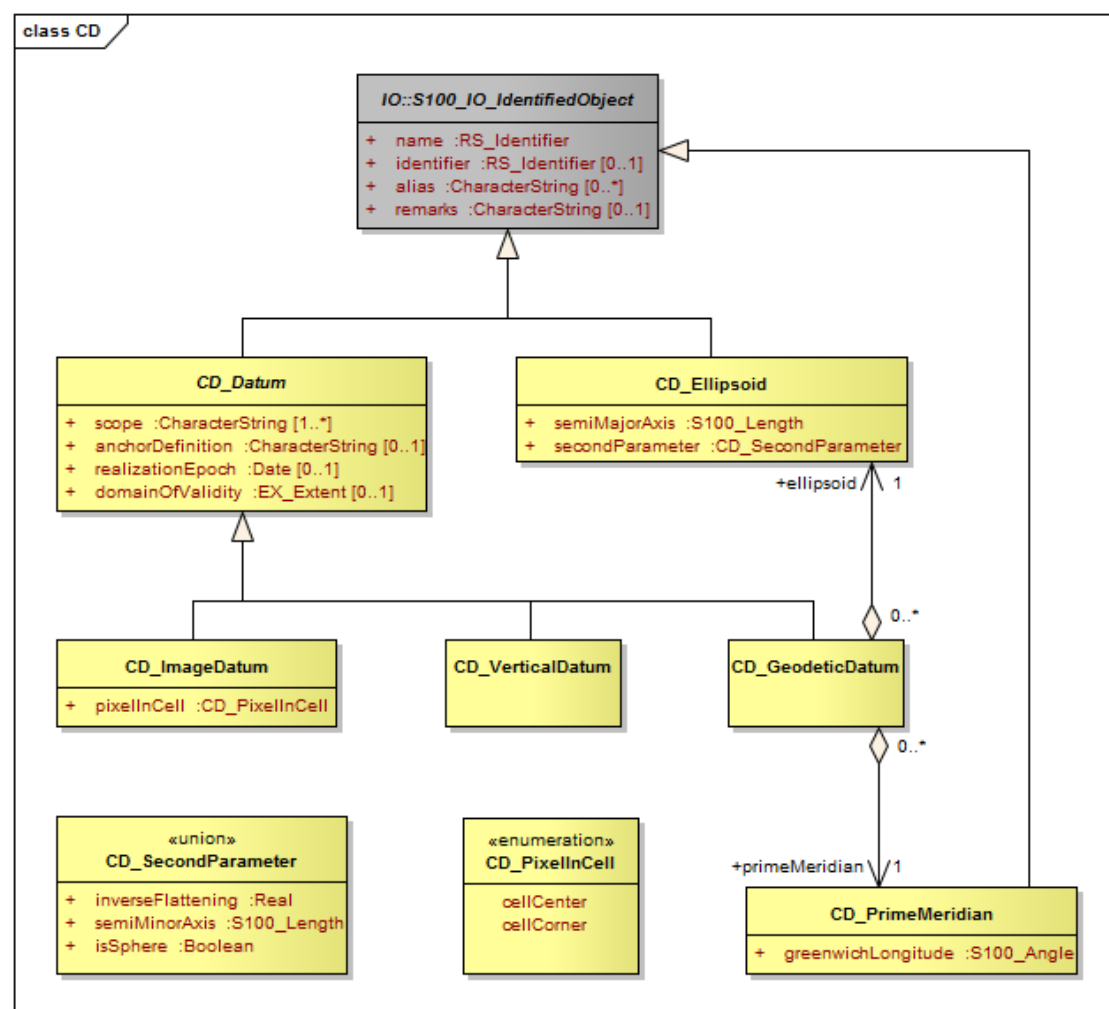 class CD
IO::S100_IO_IdentifiedObject
+ name :RS_Identifier
+ identifier :RS_Identifier [0..1]
+ alias :CharacterString [0..*]
+ remarks :CharacterString [0..1]
CD_Datum
+ scope :CharacterString [1..*]
+ anchorDefinition :CharacterString [0..1]
+ realizationEpoch :Date [0..1]
+ domainOfValidity :EX_Extent [0..1]
CD_Ellipsoid
+ semiMajorAxis :S100_Length
+ secondParameter :CD_SecondParameter
+ellipsoid 1
0..*
CD_ImageDatum
+ pixelInCell :CD_PixelInCell
CD_VerticalDatum
CD_GeodeticDatum
0..*
«union»
CD_SecondParameter
+ inverseFlattening :Real
+ semiMinorAxis :S100_Length
+ isSphere :Boolean
«enumeration»
CD_PixelInCell
cellCenter
cellCorner
+primeMeridian 1
CD_PrimeMeridian
+ greenwichLongitude :S100_Angle